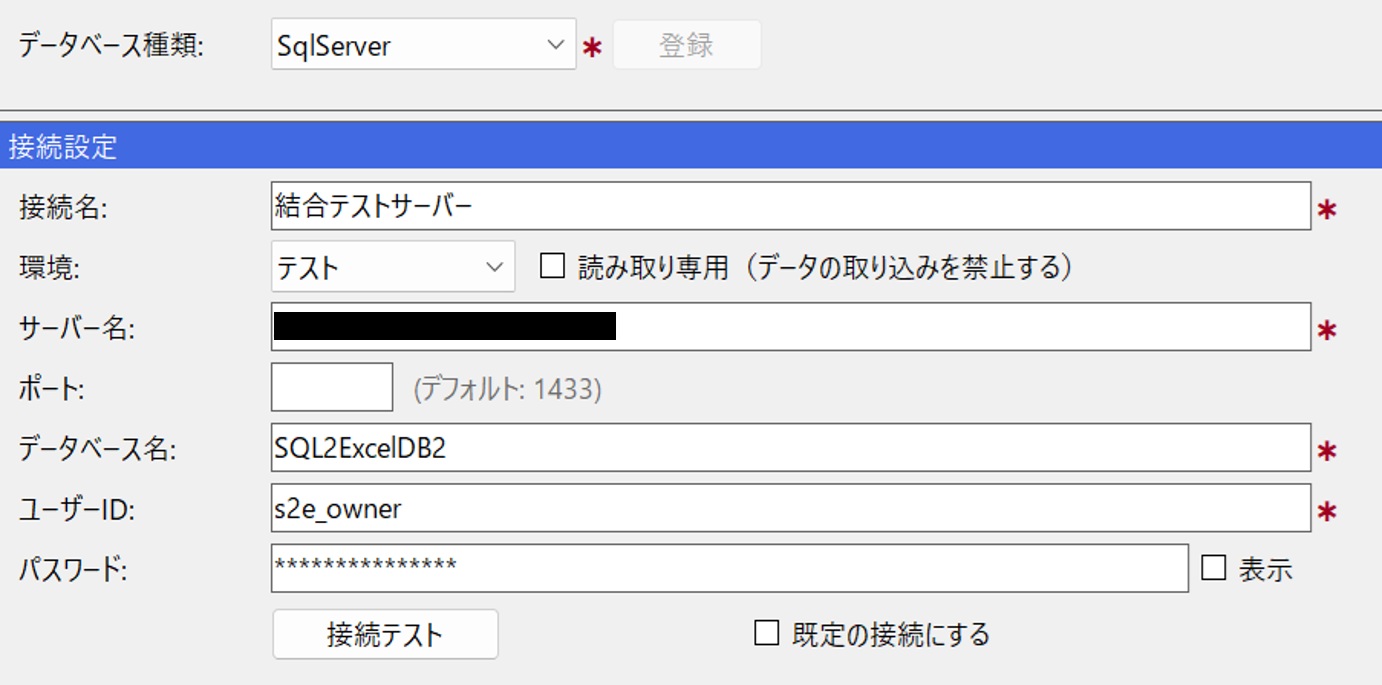 データベース種類: SqlServer * 登録
接続設定
接続名: 結合テストサーバー *
環境: テスト 読み取り専用（データの取り込みを禁止する）
サーバー名: *
ポート: (デフォルト: 1433)
データベース名: SQL2ExcelDB2 *
ユーザーID: s2e_owner *
パスワード: *************** 表示
接続テスト 既定の接続にする